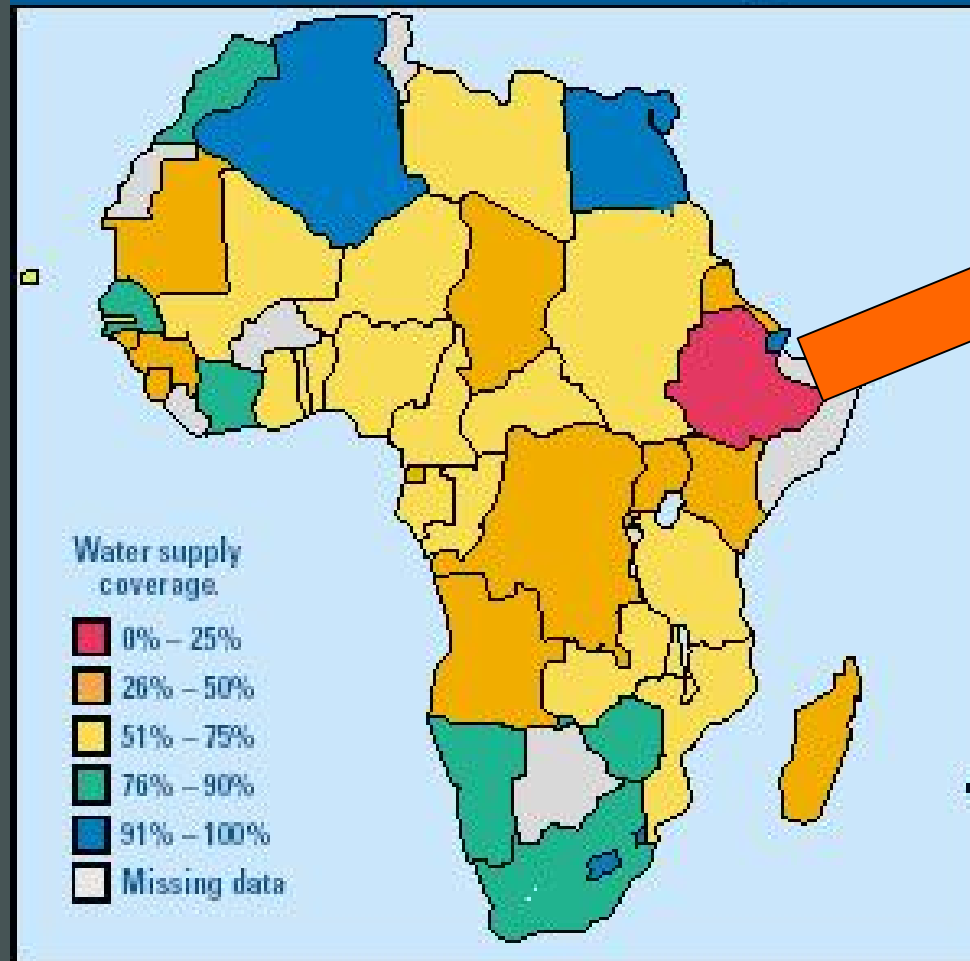 Water supply
coverage.
0% – 25%
26% – 50%
51% – 75%
76% – 90%
91% – 100%
Missing data